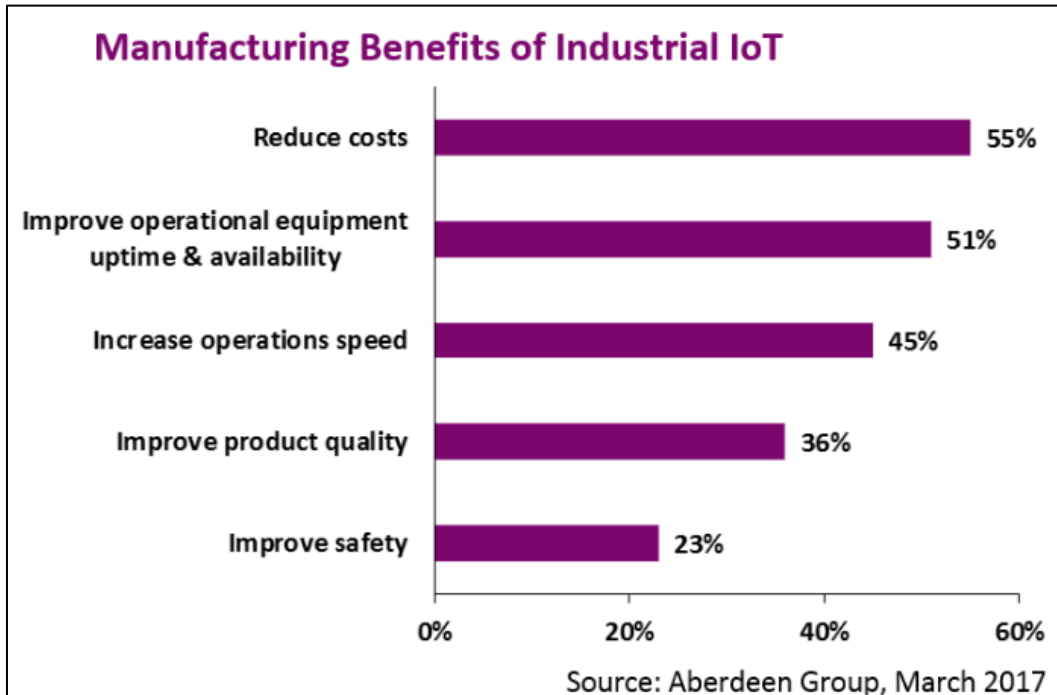 Manufacturing Benefits of Industrial IoT
Reduce costs
55%
Improve operational equipment
uptime & availability
51%
Increase operations speed
45%
Improve product quality
36%
Improve safety
23%
0%
20%
40%
60%
Source: Aberdeen Group, March 2017